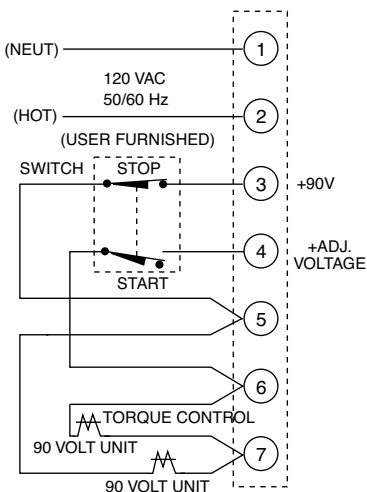 (NEUT)
1
120 VAC
50/60 Hz
(HOT)
2
(USER FURNISHED)
SWITCH
STOP
3
+90V
4
+ADJ.
VOLTAGE
START
5
6
TORQUE CONTROL
90 VOLT UNIT
7
90 VOLT UNIT